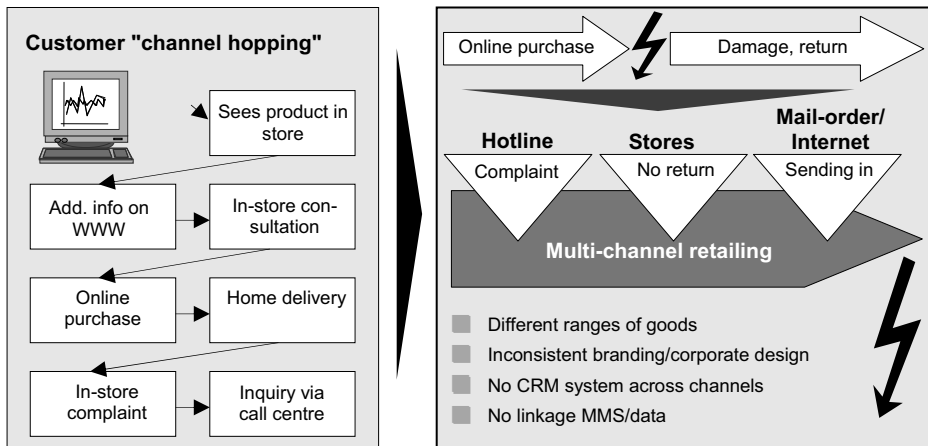 Customer "channel hopping"
Sees product in
store
Add. info on
WWW
In-store con-
sultation
Online
purchase
Home delivery
In-store
complaint
Inquiry via
call centre
Online purchase
Damage, return
Hotline
Stores
Mail-order/
Internet
Complaint
No return
Sending in
Multi-channel retailing
Different ranges of goods
Inconsistent branding/corporate design
No CRM system across channels
No linkage MMS/data